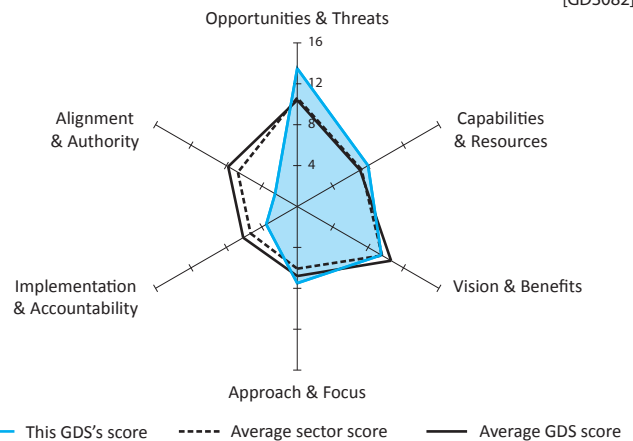 [GDS082]
Opportunities & Threats
16
12
8
4
Alignment
& Authority
Capabilities
& Resources
Implementation
& Accountability
Vision & Benefits
Approach & Focus
This GDS's score
Average sector score
Average GDS score